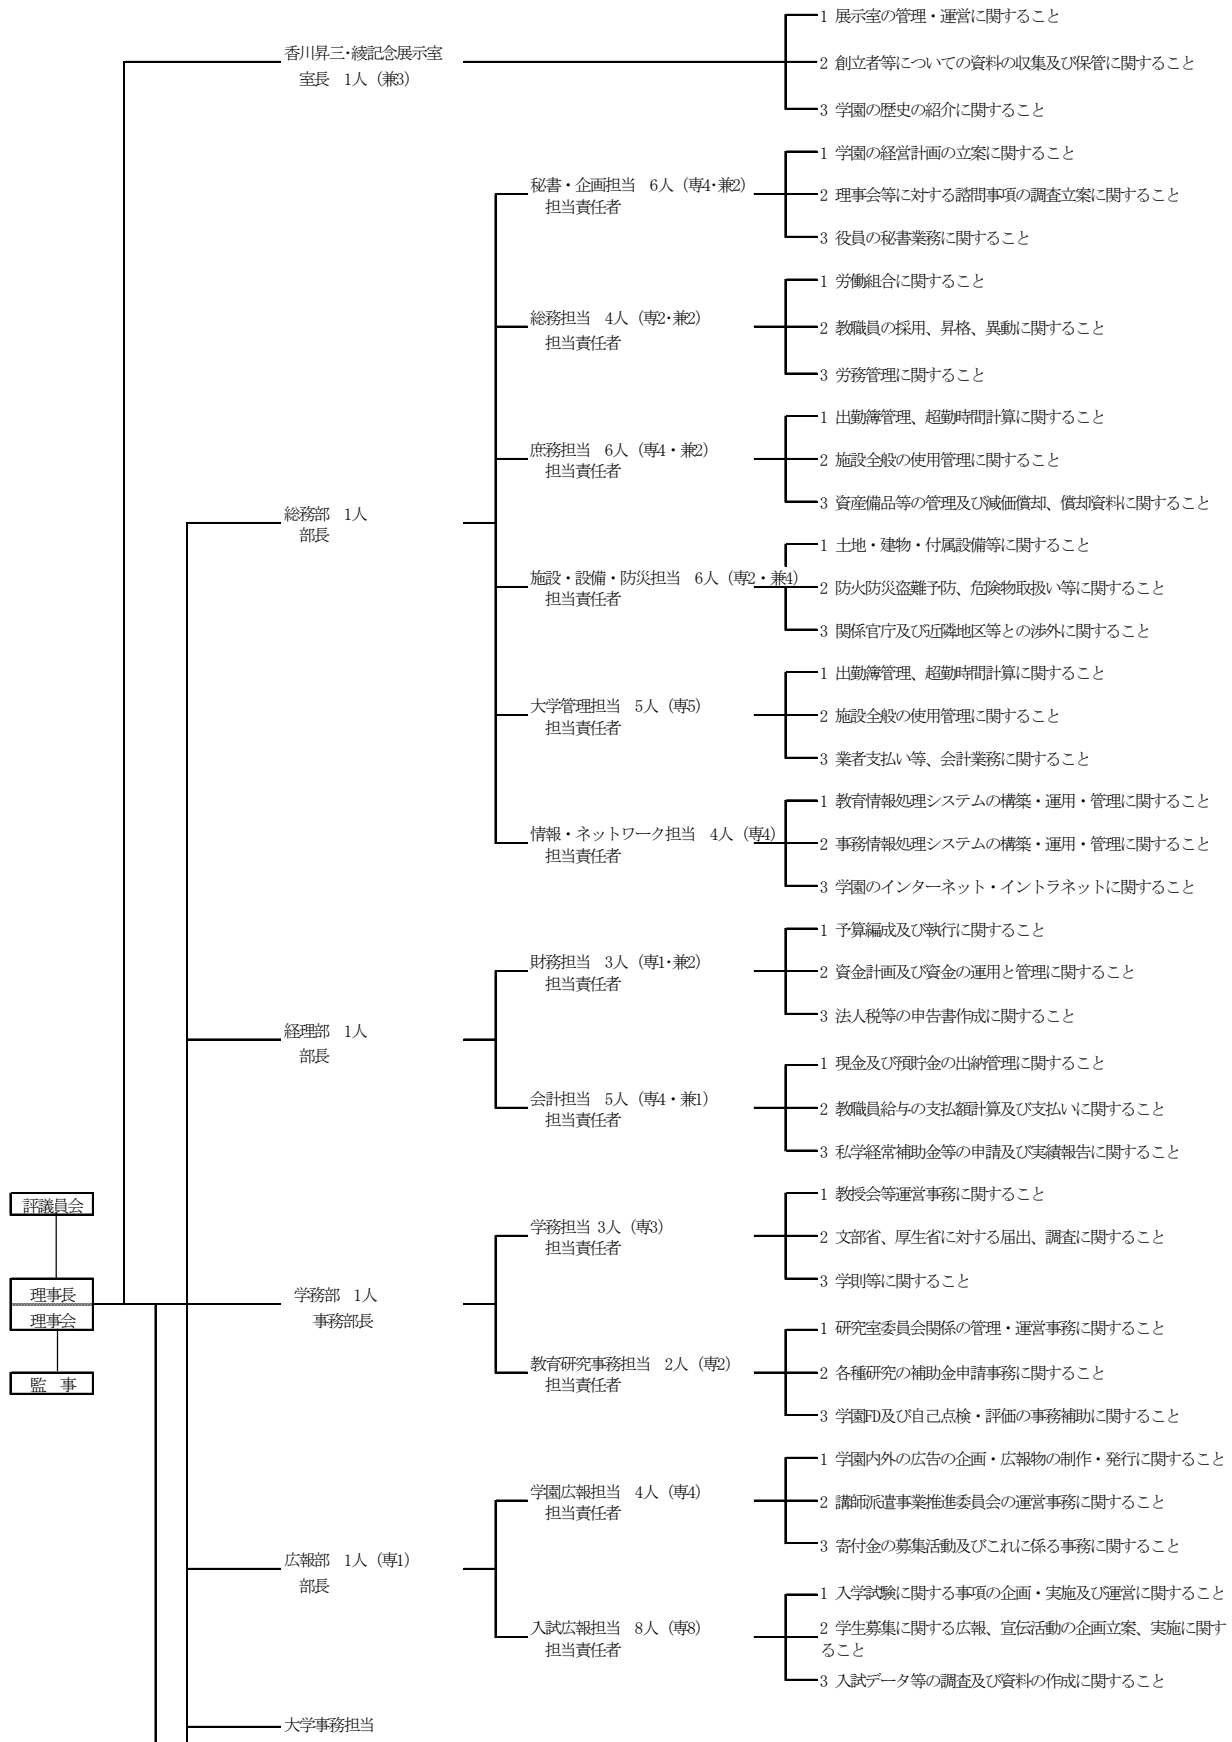 1 展示室の管理・運営に関すること
香川昇三・綾記念展示室
室長　1人（兼3）
2 創立者等についての資料の収集及び保管に関すること
3 学園の歴史の紹介に関すること
1 学園の経営計画の立案に関すること
秘書・企画担当　6人（専4・兼2）
担当責任者
2 理事会等に対する諮問事項の調査立案に関すること
3 役員の秘書業務に関すること
1 労働組合に関すること
総務担当　4人（専2・兼2）
担当責任者
2 教職員の採用、昇格、異動に関すること
3 労務管理に関すること
1 出勤簿管理、超勤時間計算に関すること
庶務担当　6人（専4・兼2）
担当責任者
2 施設全般の使用管理に関すること
3 資産備品等の管理及び減価償却、償却資料に関すること
総務部　1人
部長
1 土地・建物・付属設備等に関すること
施設・設備・防災担当　6人（専2・兼4）
担当責任者
2 防火防災盗難予防、危険物取扱い等に関すること
3 関係官庁及び近隣地区等との渉外に関すること
1 出勤簿管理、超勤時間計算に関すること
大学管理担当　5人（専5）
担当責任者
2 施設全般の使用管理に関すること
3 業者支払い等、会計業務に関すること
1 教育情報処理システムの構築・運用・管理に関すること
情報・ネットワーク担当　4人（専4）
担当責任者
2 事務情報処理システムの構築・運用・管理に関すること
3 学園のインターネット・イントラネットに関すること
1 予算編成及び執行に関すること
財務担当　3人（専1・兼2）
担当責任者
2 資金計画及び資金の運用と管理に関すること
3 法人税等の申告書作成に関すること
経理部　1人
部長
1 現金及び預貯金の出納管理に関すること
会計担当　5人（専4・兼1）
担当責任者
2 教職員給与の支払額計算及び支払いに関すること
3 私学経常補助金等の申請及び実績報告に関すること
評議員会
理事長
理事会
監　事
1 教授会等運営事務に関すること
学務担当 3人（専3）
担当責任者
2 文部省、厚生省に対する届出、調査に関すること
3 学則等に関すること
学務部　1人
事務部長
1 研究室委員会関係の管理・運営事務に関すること
教育研究事務担当　2人（専2）
担当責任者
2 各種研究の補助金申請事務に関すること
3 学園FD及び自己点検・評価の事務補助に関すること
1 学園内外の広告の企画・広報物の制作・発行に関すること
学園広報担当　4人（専4）
担当責任者
2 講師派遣事業推進委員会の運営事務に関すること
3 寄付金の募集活動及びこれに係る事務に関すること
広報部　1人（専1）
部長
1 入学試験に関する事項の企画・実施及び運営に関すること
入試広報担当　8人（専8）
担当責任者
2 学生募集に関する広報、宣伝活動の企画立案、実施に関す
ること
3 入試データ等の調査及び資料の作成に関すること
大学事務担当